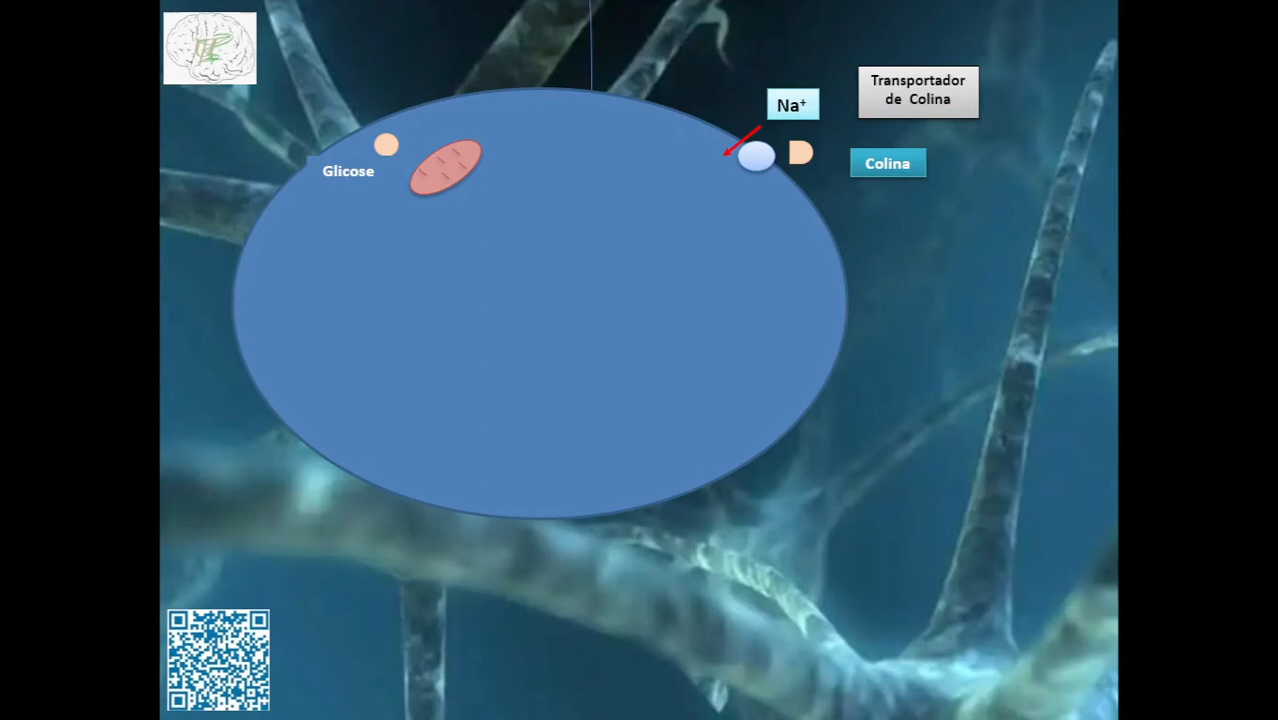 Na⁺
Transportador
de Colina
Glicose
Colina